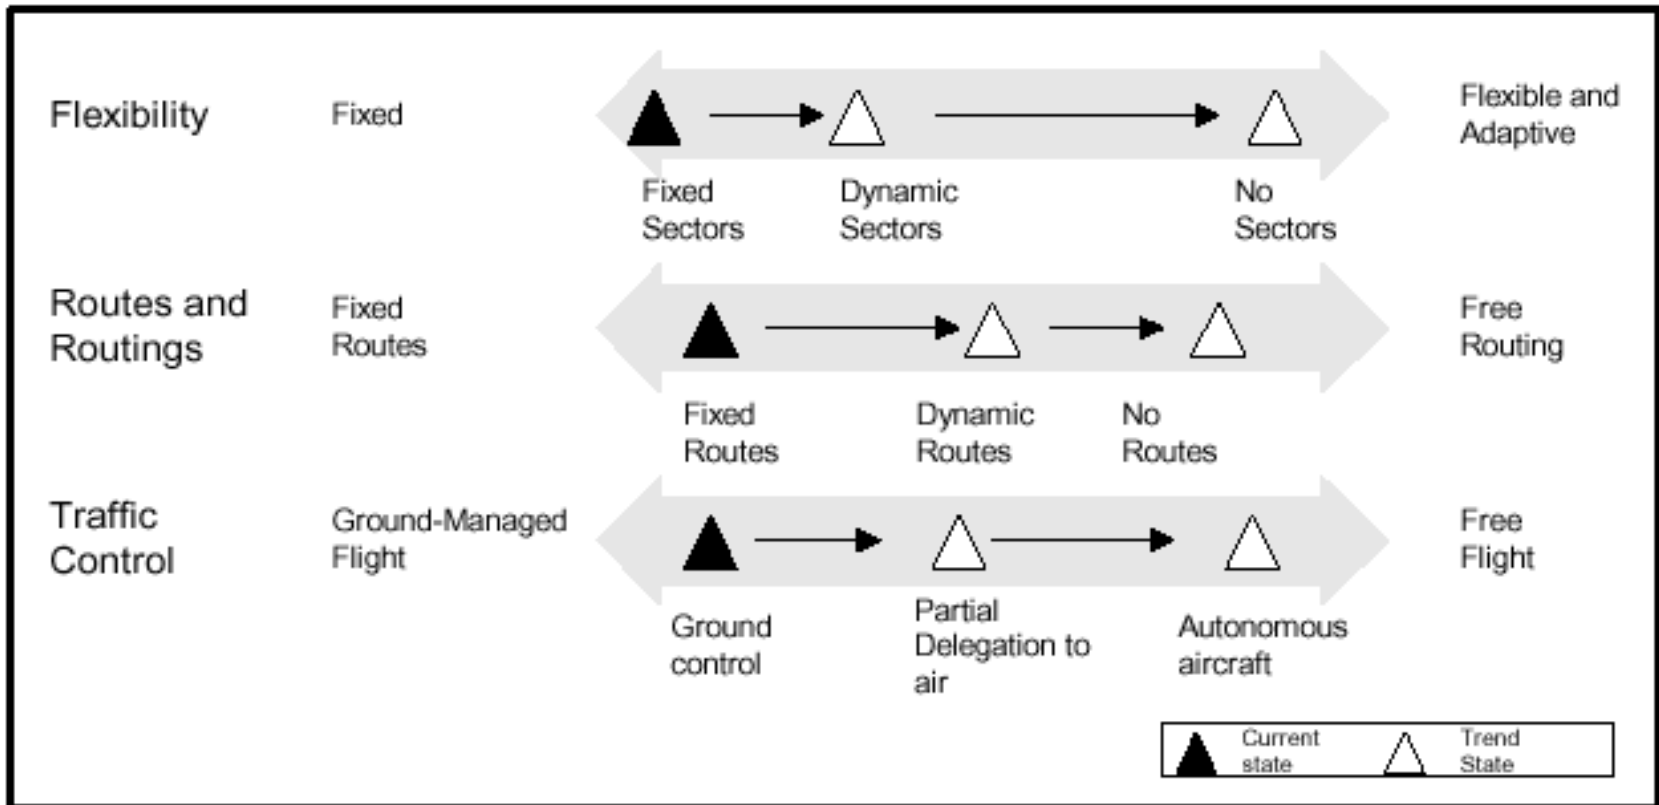 Flexibility
Fixed
Flexible and
Adaptive
Fixed
Sectors
Dynamic
Sectors
No
Sectors
Routes and
Routings
Fixed
Routes
Free
Routing
Fixed
Routes
Dynamic
Routes
No
Routes
Traffic
Control
Ground-Managed
Flight
Free
Flight
Ground
control
Partial
Delegation to
air
Autonomous
aircraft
Current
state
Trend
State